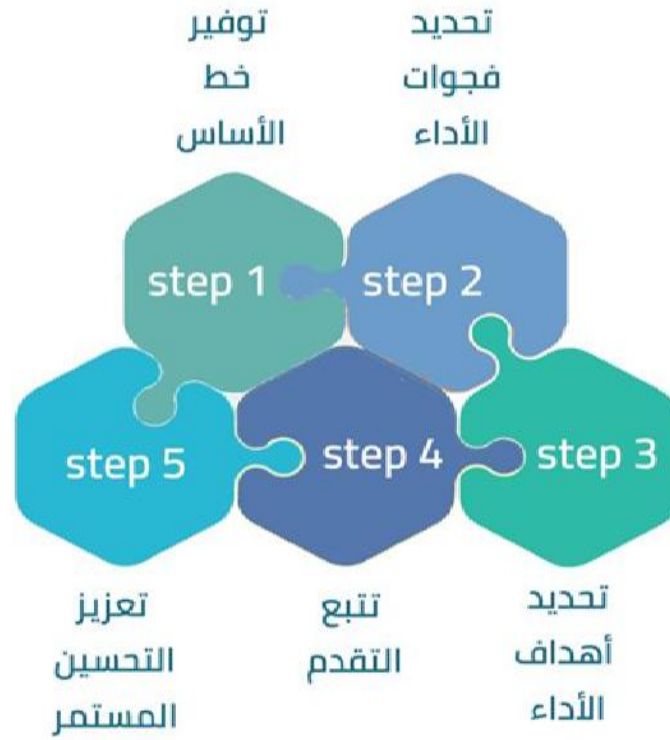 توفير
خط
الأساس
تحديد
فجوات
الأداء
step 1
step 2
step 3
step 4
step 5
تحديد
أهداف
الأداء
تتبع
التقدم
تعزيز
التحسين
المستمر